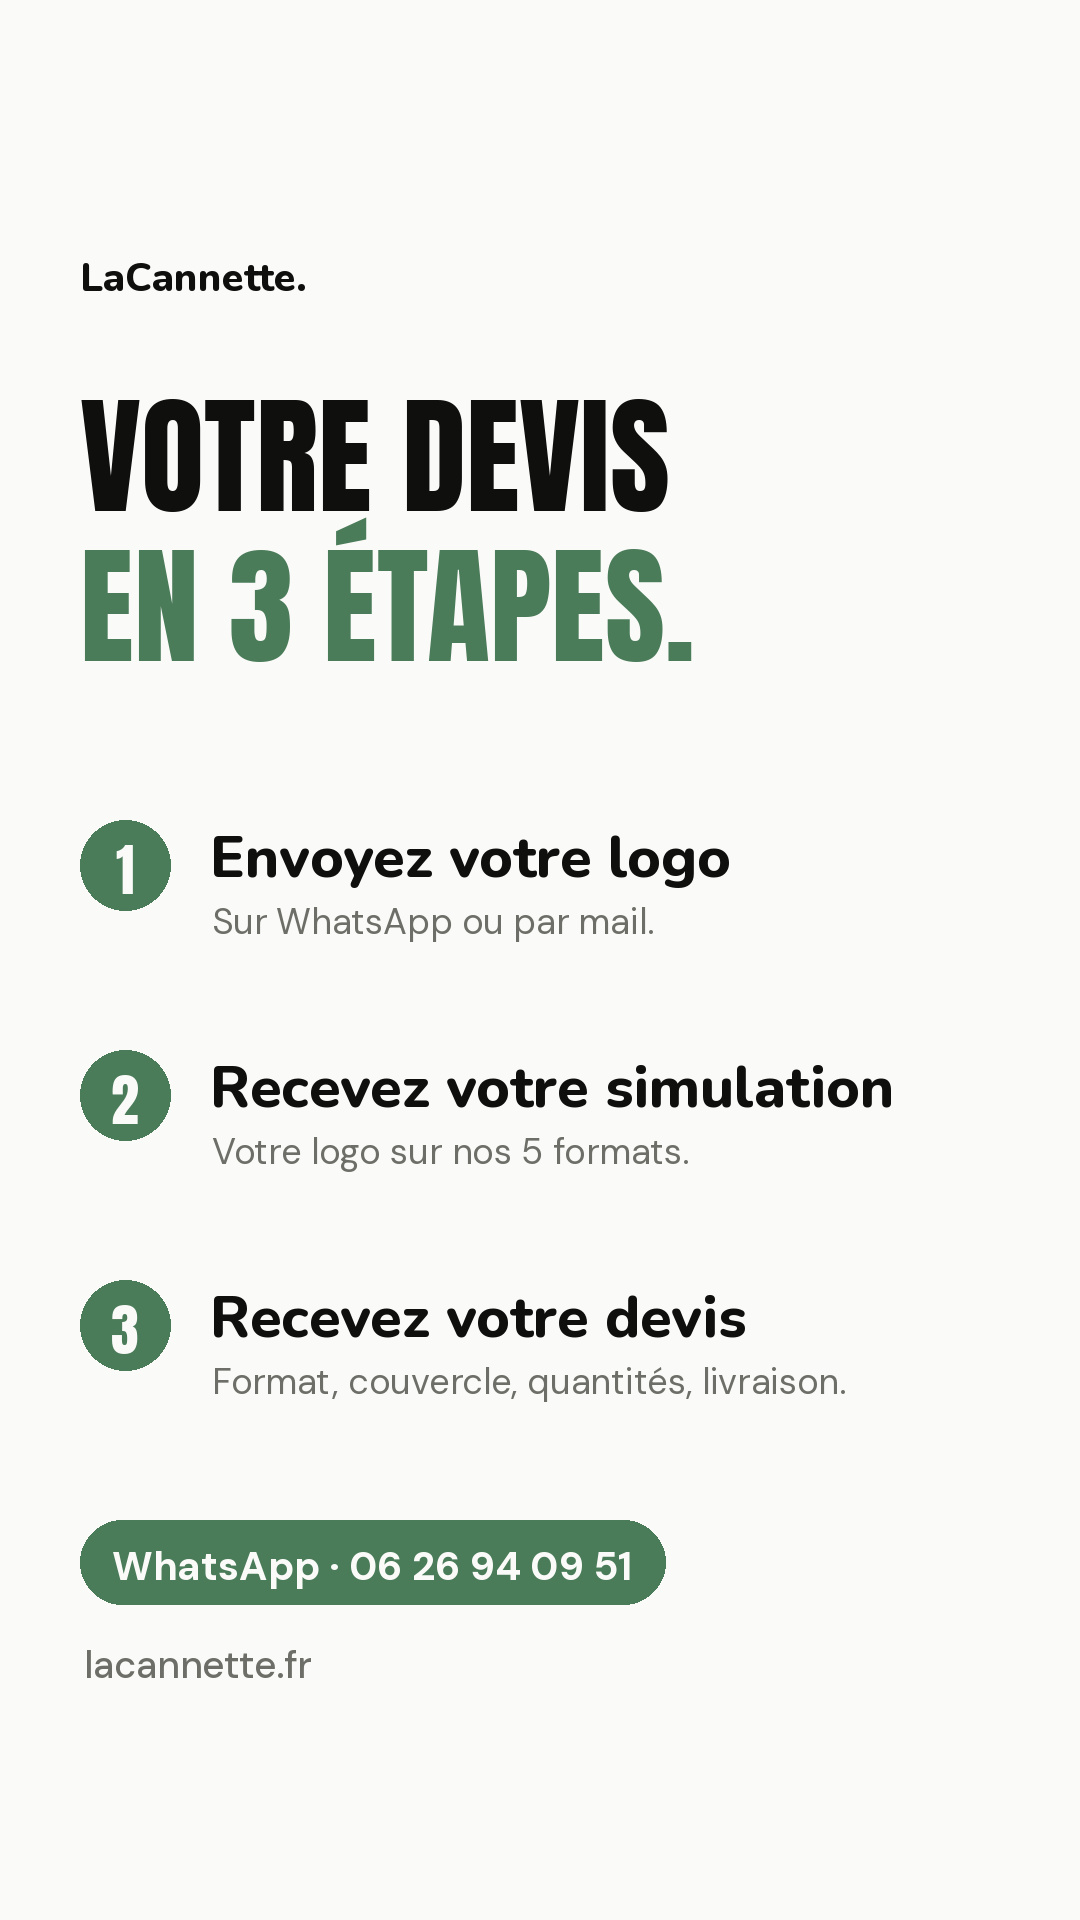 LaCannette.
VOTRE DEVIS
EN 3 ÉTAPES.
1
Envoyez votre logo
Sur WhatsApp ou par mail.
2
Recevez votre simulation
Votre logo sur nos 5 formats.
3
Recevez votre devis
Format, couvercle, quantités, livraison.
WhatsApp · 06 26 94 09 51
lacannette.fr